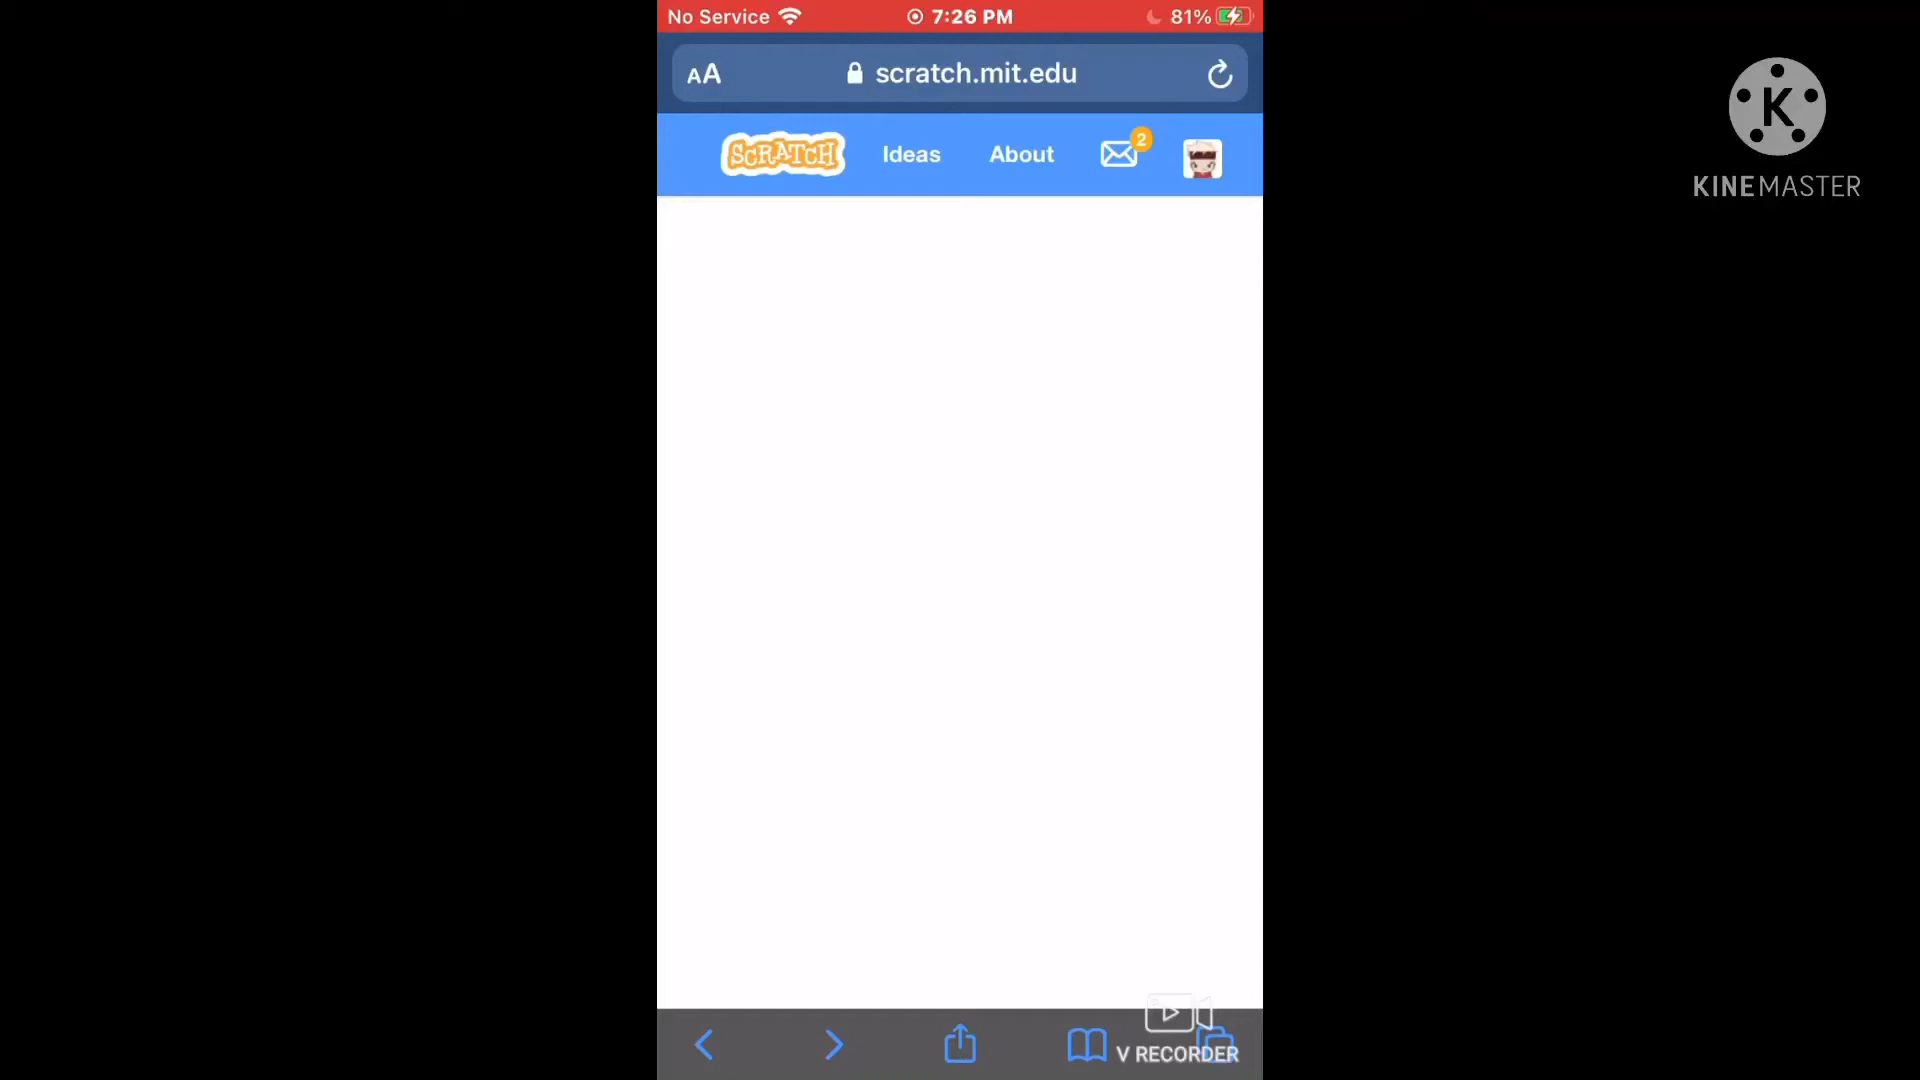 No Service 7:26 PM 81%
AA scratch.mit.edu
SCRATCH Ideas About 2
K
KINEMASTER
V RECORDER